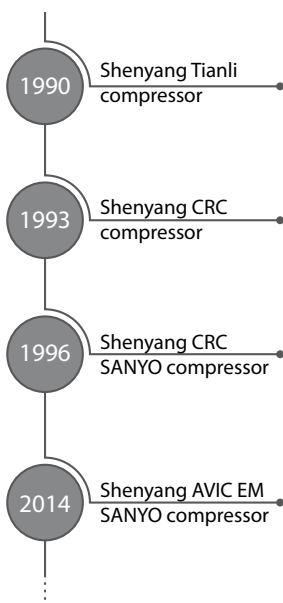 1990
Shenyang Tianli
compressor
1993
Shenyang CRC
compressor
1996
Shenyang CRC
SANYO compressor
2014
Shenyang AVIC EM
SANYO compressor